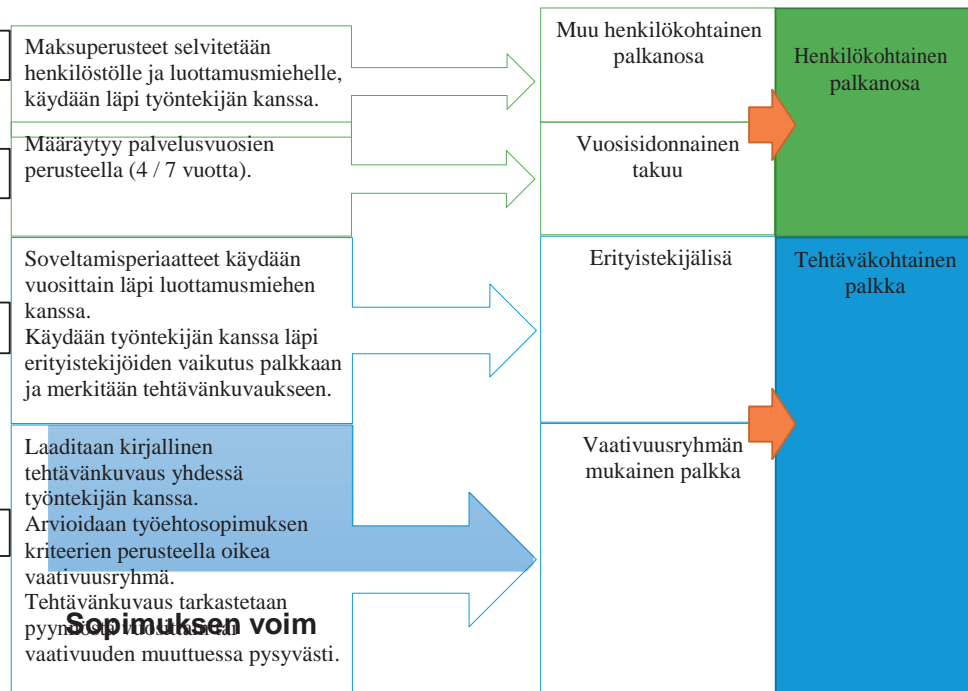 Maksuperusteet selvitetään
henkilöstölle ja luottamusmiehelle,
käydään läpi työntekijän kanssa.
Muu henkilökohtainen
palkanosa
Henkilökohtainen
palkanosa
Määräytyy palvelusvuosien
perusteella (4 / 7 vuotta).
Vuosisidonnainen
takuu
Soveltamisperiaatteet käydään
vuosittain läpi luottamusmiehen
kanssa.
Käydään työntekijän kanssa läpi
erityistekijöiden vaikutus palkkaan
ja merkitään tehtävänkuvaukseen.
Erityistekijälisä
Tehtäväkohtainen
palkka
Laaditaan kirjallinen
tehtävänkuvaus yhdessä
työntekijän kanssa.
Arvioidaan työehtosopimuksen
kriteerien perusteella oikea
vaativuusryhmä.
Tehtävänkuvaus tarkastetaan
pyynnöstä vuosittain tai
vaativuuden muuttuessa pysyvästi.
Sopimuksen voim
Vaativuusryhmän
mukainen palkka